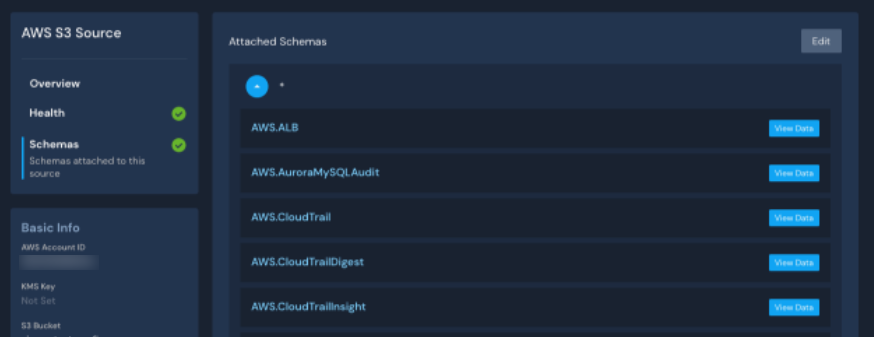 AWS S3 Source
Overview
Health
Schemas
Schemas attached to this
source
Basic Info
AWS Account ID
KMS Key
Not Set
S3 Bucket
Attached Schemas
Edit
*
AWS.ALB
View Data
AWS.AuroraMySQLAudit
View Data
AWS.CloudTrail
View Data
AWS.CloudTrailDigest
View Data
AWS.CloudTrailInsight
View Data